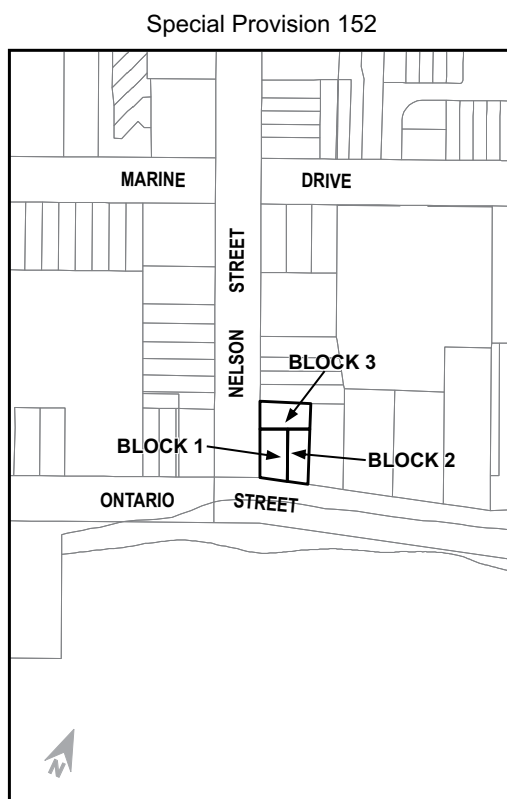 Special Provision 152
MARINE DRIVE
NELSON STREET
BLOCK 3
BLOCK 1
BLOCK 2
ONTARIO STREET
N